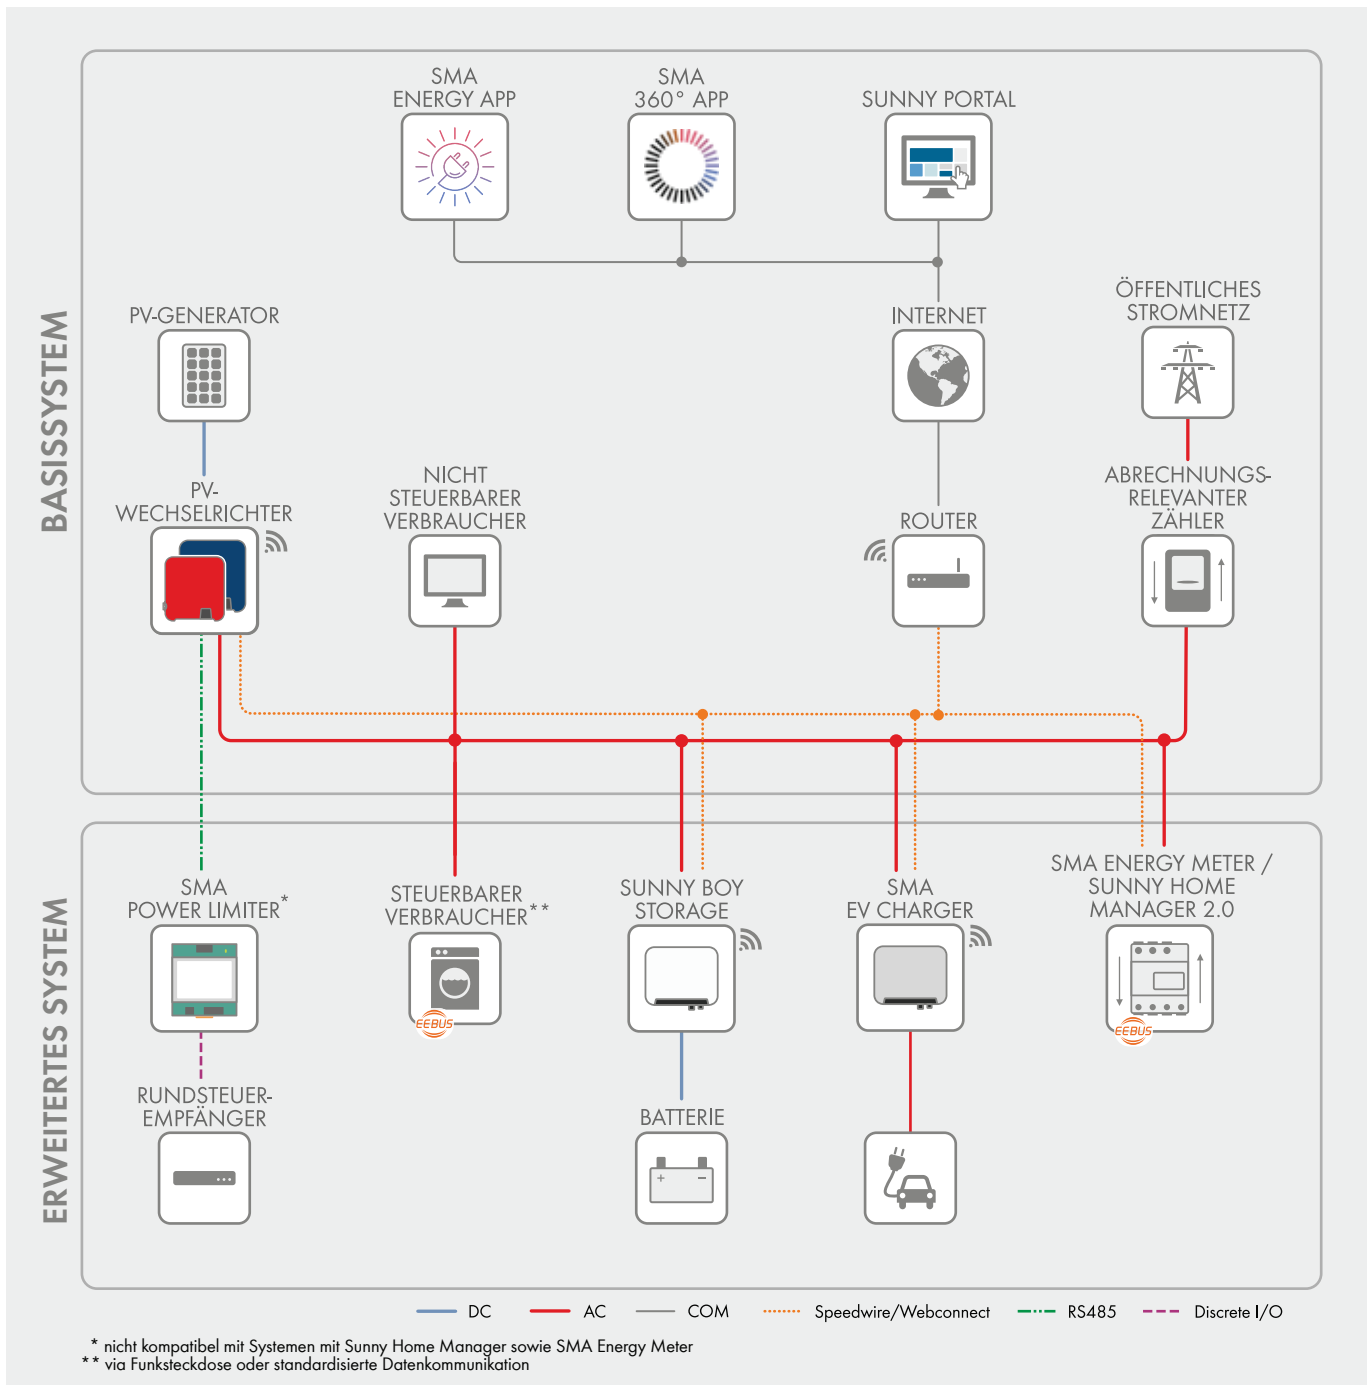 BASISSYSTEM
SMA
ENERGY APP
SMA
360° APP
SUNNY PORTAL
PV-GENERATOR
INTERNET
ÖFFENTLICHES
STROMNETZ
PV-
WECHSELRICHTER
NICHT
STEUERBARER
VERBRAUCHER
ROUTER
ABRECHNUNGS-
RELEVANTER
ZÄHLER
ERWEITERTES SYSTEM
SMA
POWER LIMITER*
STEUERBARER
VERBRAUCHER**
EEBUS
SUNNY BOY
STORAGE
SMA
EV CHARGER
SMA ENERGY METER /
SUNNY HOME
MANAGER 2.0
EEBUS
RUNDSTEUER-
EMPFÄNGER
BATTERIE
+ −
DC AC COM Speedwire/Webconnect RS485 Discrete I/O
* nicht kompatibel mit Systemen mit Sunny Home Manager sowie SMA Energy Meter
** via Funksteckdose oder standardisierte Datenkommunikation